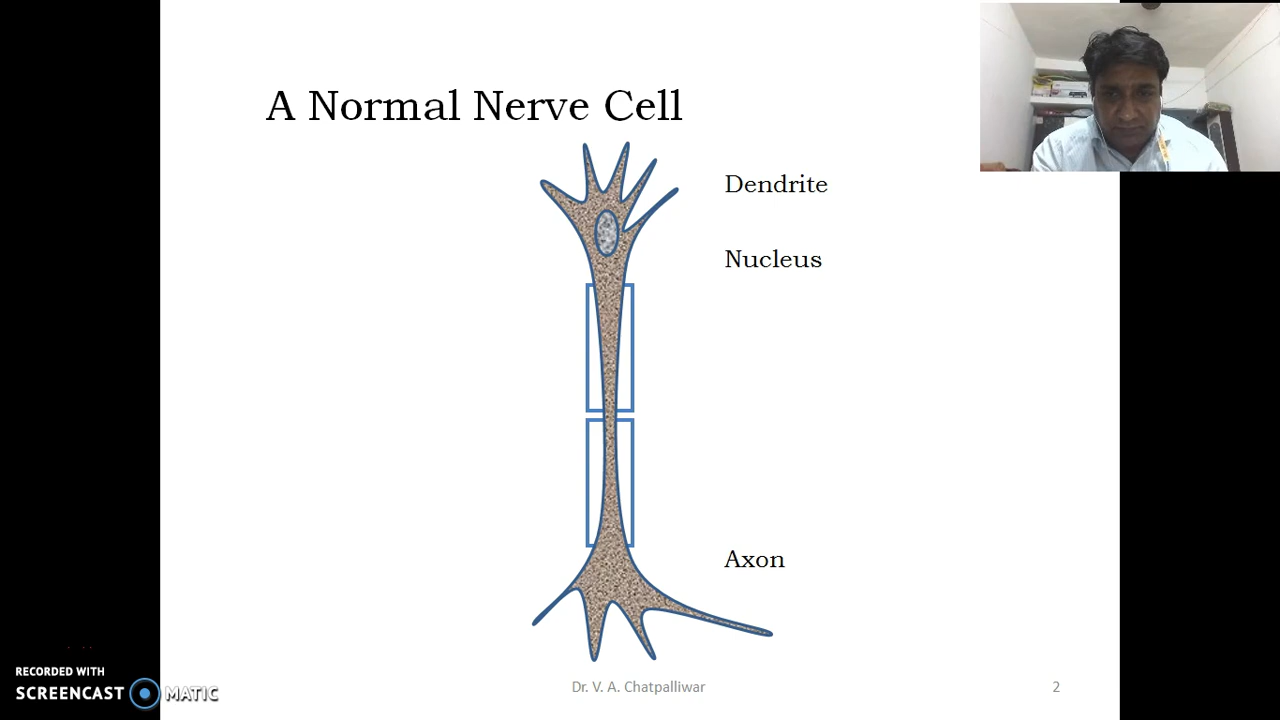 A Normal Nerve Cell
Dendrite
Nucleus
Axon
RECORDED WITH
SCREENCAST MATIC
Dr. V. A. Chatpalliwar
2